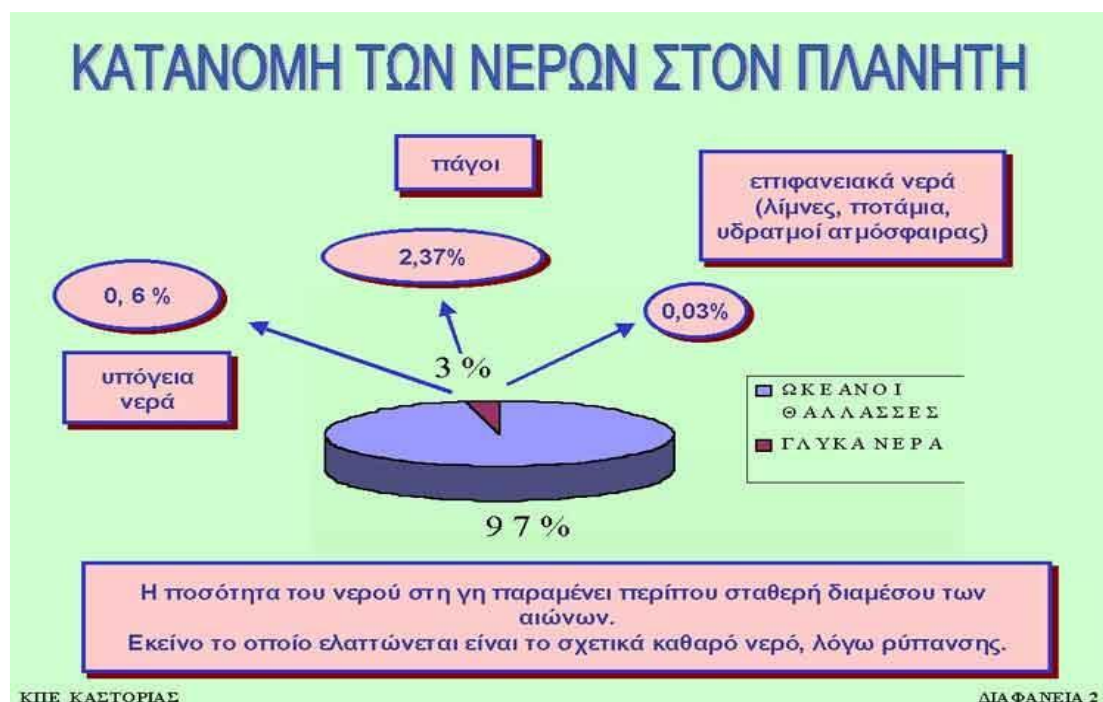 ΚΑΤΑΝΟΜΗ ΤΩΝ ΝΕΡΩΝ ΣΤΟΝ ΠΛΑΝΗΤΗ
πάγοι
2,37%
επιφανειακά νερά
(λίμνες, ποτάμια,
υδρατμοί ατμόσφαιρας)
0,03%
0, 6 %
υπόγεια
νερά
3 %
ΩΚΕΑΝΟΙ
ΘΑΛΑΣΣΕΣ
ΓΛΥΚΑ ΝΕΡΑ
97%
Η ποσότητα του νερού στη γη παραμένει περίπου σταθερή διαμέσου των
αιώνων.
Εκείνο το οποίο ελαττώνεται είναι το σχετικά καθαρό νερό, λόγω ρύπανσης.
ΚΠΕ ΚΑΣΤΟΡΙΑΣ
ΔΙΑΦΑΝΕΙΑ 2